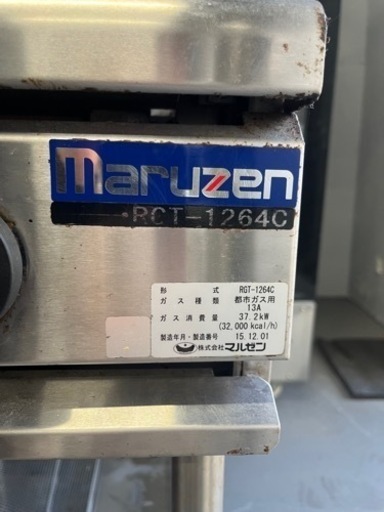 maruzen
RGT-1264C
形 式 RGT-1264C
ガス種類 都市ガス用
13A
ガス消費量 37.2kW
(32,000 kcal/h)
製造年月・製造番号 15.12.01
株式会社マルゼン